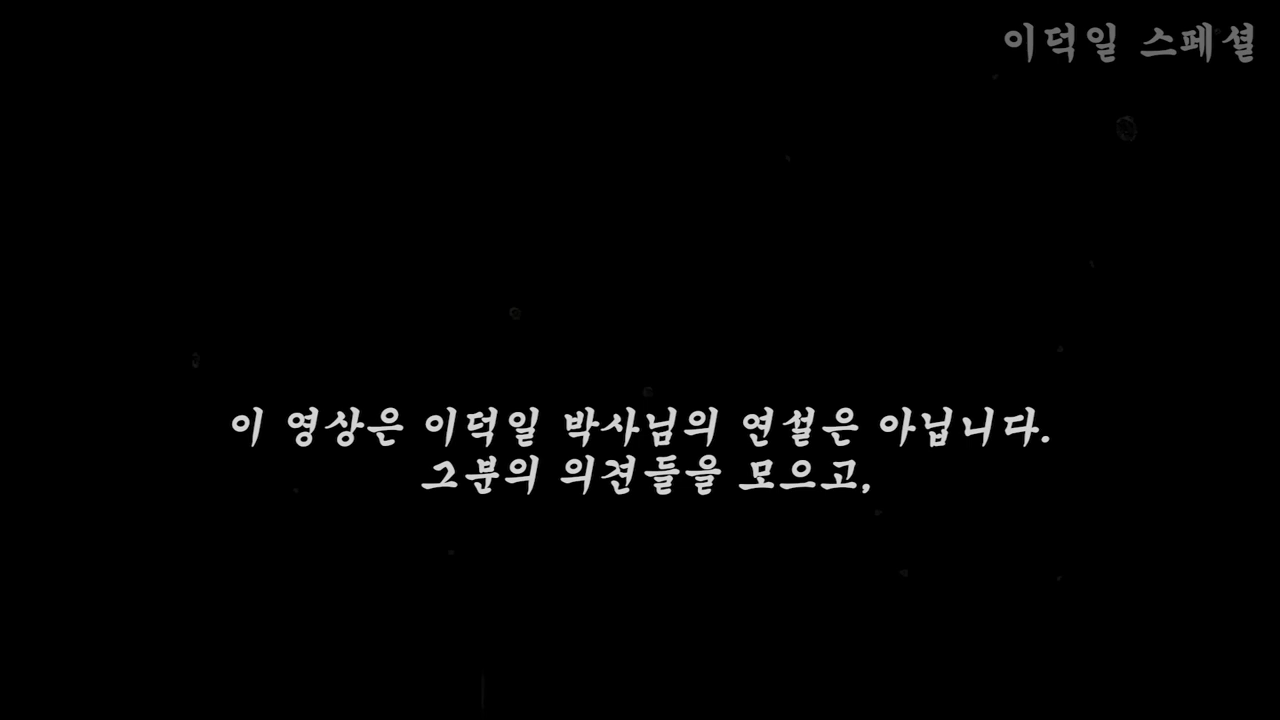 이덕일 스페셜
이 영상은 이덕일 박사님의 연설은 아닙니다.
그분의 의견들을 모으고,